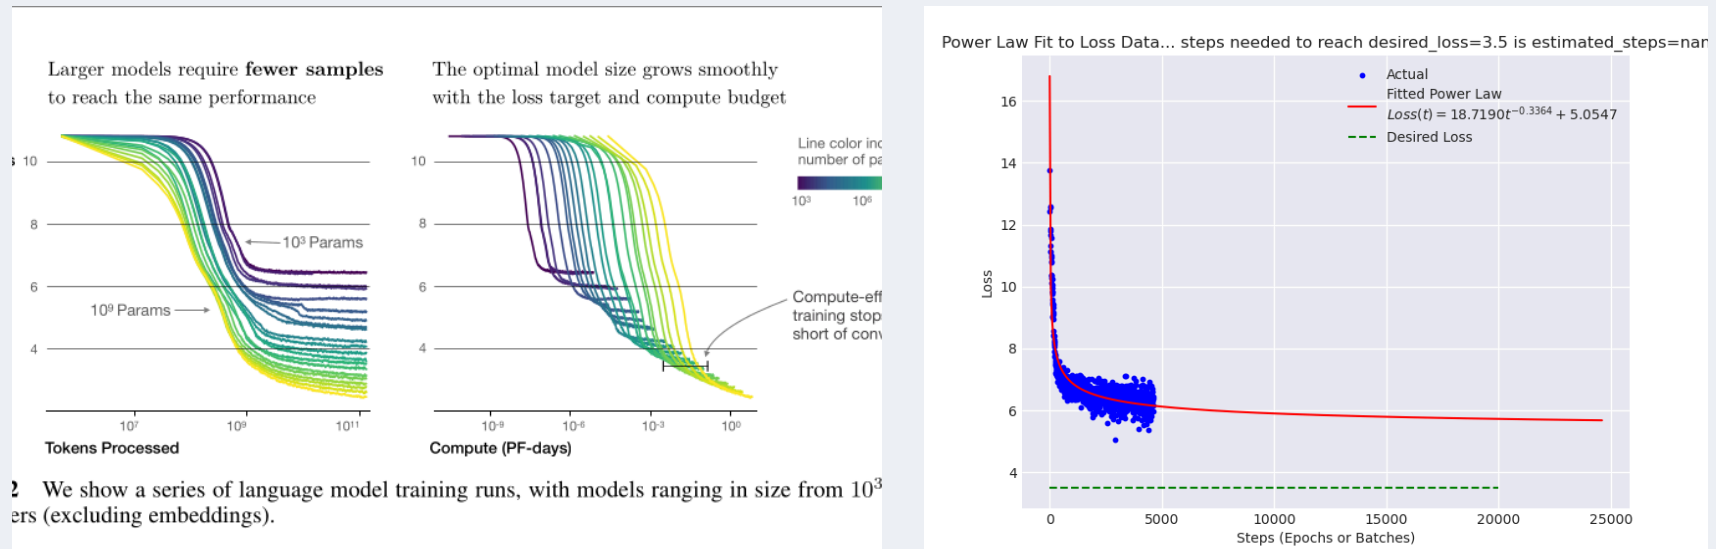 Larger models require fewer samples
to reach the same performance
The optimal model size grows smoothly
with the loss target and compute budget
s
10
8
6
4
10³ Params
10⁹ Params
10⁷
10⁹
10¹¹
Tokens Processed
10
8
6
4
10⁻⁹
10⁻⁶
10⁻³
10⁰
Compute (PF-days)
Line color inc
number of pa
10³
10⁶
Compute-eff
training stop
short of conv
2 We show a series of language model training runs, with models ranging in size from 10³
ers (excluding embeddings).
Power Law Fit to Loss Data... steps needed to reach desired_loss=3.5 is estimated_steps=nan
Actual
Fitted Power Law
Loss(t) = 18.7190t⁻⁰·³³⁶⁴ + 5.0547
Desired Loss
Loss
16
14
12
10
8
6
4
0
5000
10000
15000
20000
25000
Steps (Epochs or Batches)